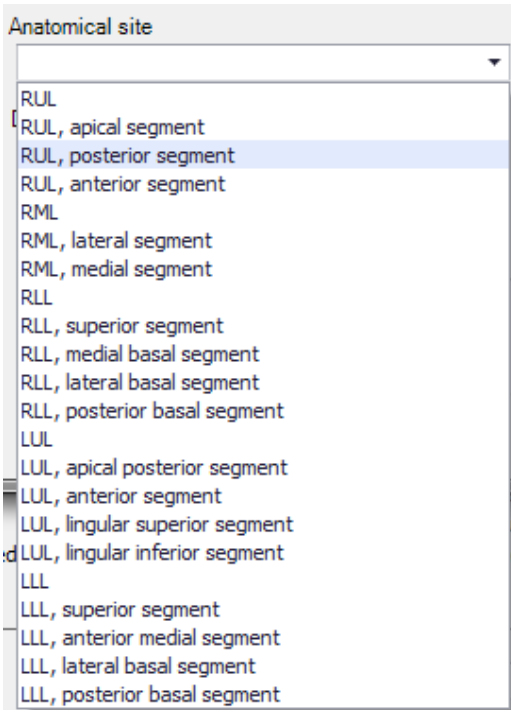 Anatomical site
RUL
RUL, apical segment
RUL, posterior segment
RUL, anterior segment
RML
RML, lateral segment
RML, medial segment
RLL
RLL, superior segment
RLL, medial basal segment
RLL, lateral basal segment
RLL, posterior basal segment
LUL
LUL, apical posterior segment
LUL, anterior segment
LUL, lingular superior segment
LUL, lingular inferior segment
LLL
LLL, superior segment
LLL, anterior medial segment
LLL, lateral basal segment
LLL, posterior basal segment